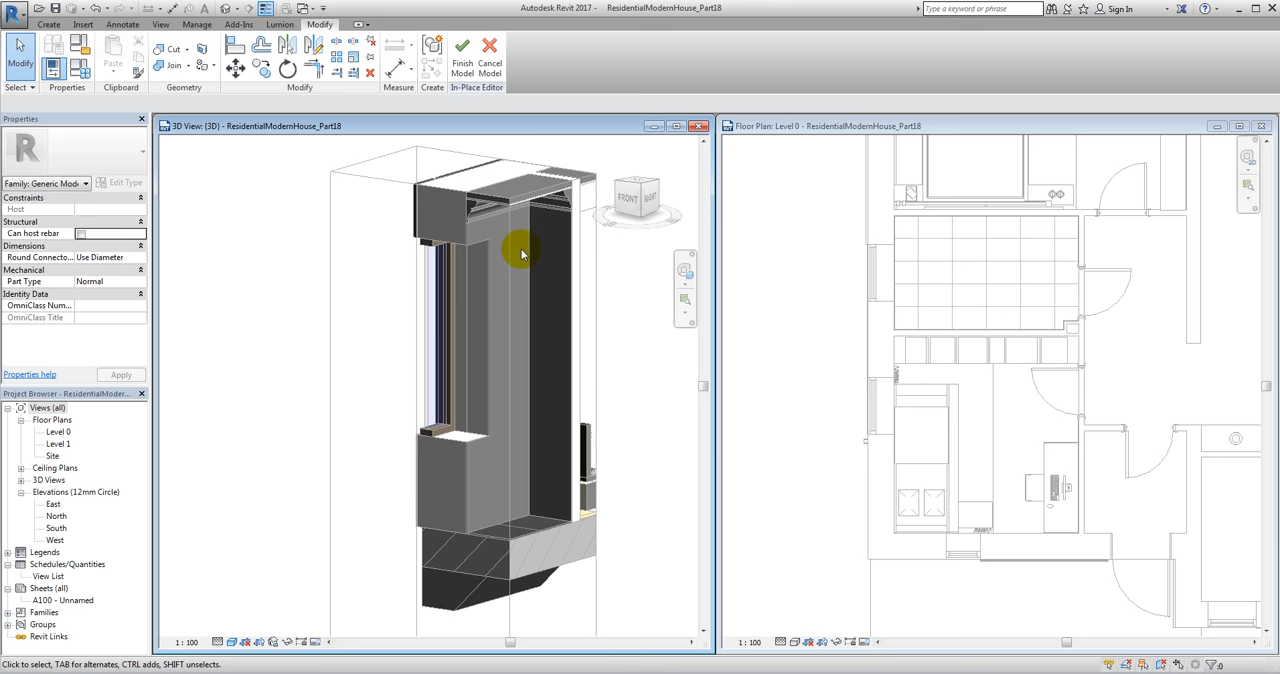 Autodesk Revit 2017 - ResidentialModernHouse_Part18
Type a keyword or phrase
Sign In
Create
Insert
Annotate
View
Manage
Add-Ins
Lumion
Modify
Modify
Paste
Cut
Join
Finish
Model
Cancel
Model
Select
Properties
Clipboard
Geometry
Modify
Measure
Create
In-Place Editor
Properties
Family: Generic Mode
Edit Type
Constraints
Host
Structural
Can host rebar
Dimensions
Round Connecto... Use Diameter
Mechanical
Part Type Normal
Identity Data
OmniClass Num...
OmniClass Title
Properties help
Apply
Project Browser - ResidentialModer...
Views (all)
Floor Plans
Level 0
Level 1
Site
Ceiling Plans
3D Views
Elevations (12mm Circle)
East
North
South
West
Legends
Schedules/Quantities
View List
Sheets (all)
A100 - Unnamed
Families
Groups
Revit Links
3D View: {3D} - ResidentialModernHouse_Part18
FRONT
RIGHT
1 : 100
Floor Plan: Level 0 - ResidentialModernHouse_Part18
1 : 100
Click to select, TAB for alternates, CTRL adds, SHIFT unselects.
:0